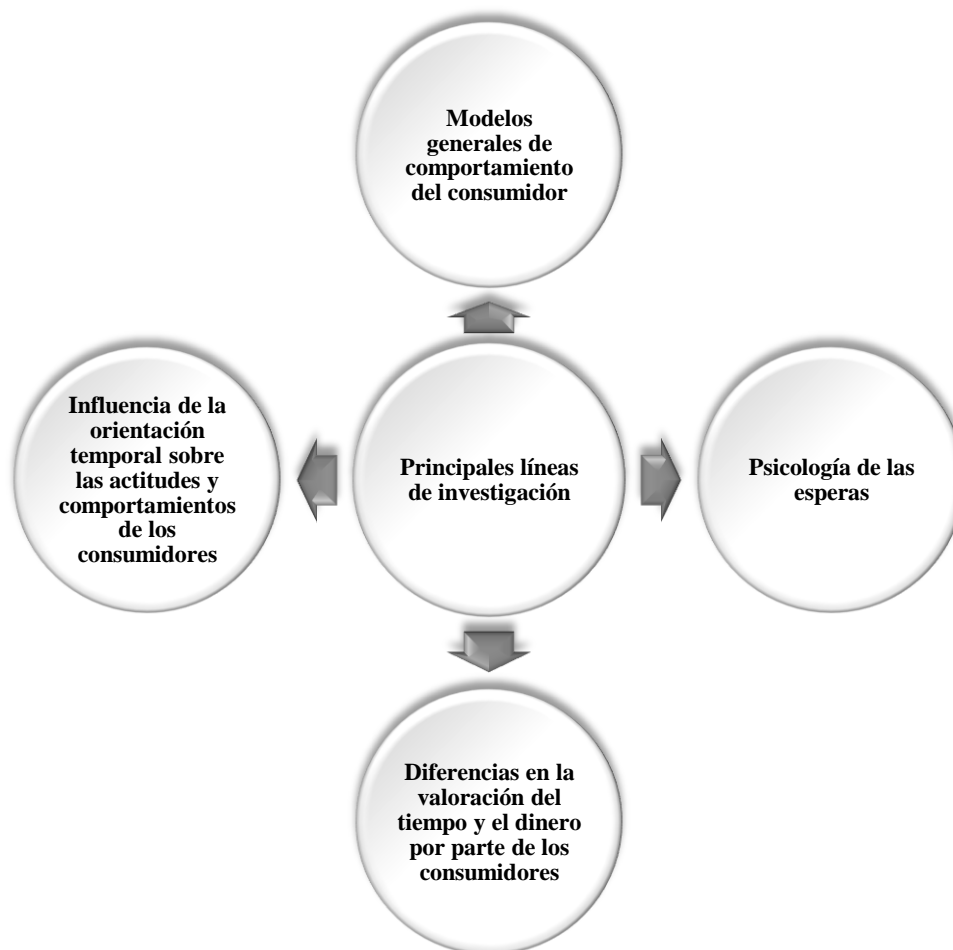 Modelos
generales de
comportamiento
del consumidor
Influencia de la
orientación
temporal sobre
las actitudes y
comportamientos
de los
consumidores
Principales líneas
de investigación
Psicología de las
esperas
Diferencias en la
valoración del
tiempo y el dinero
por parte de los
consumidores